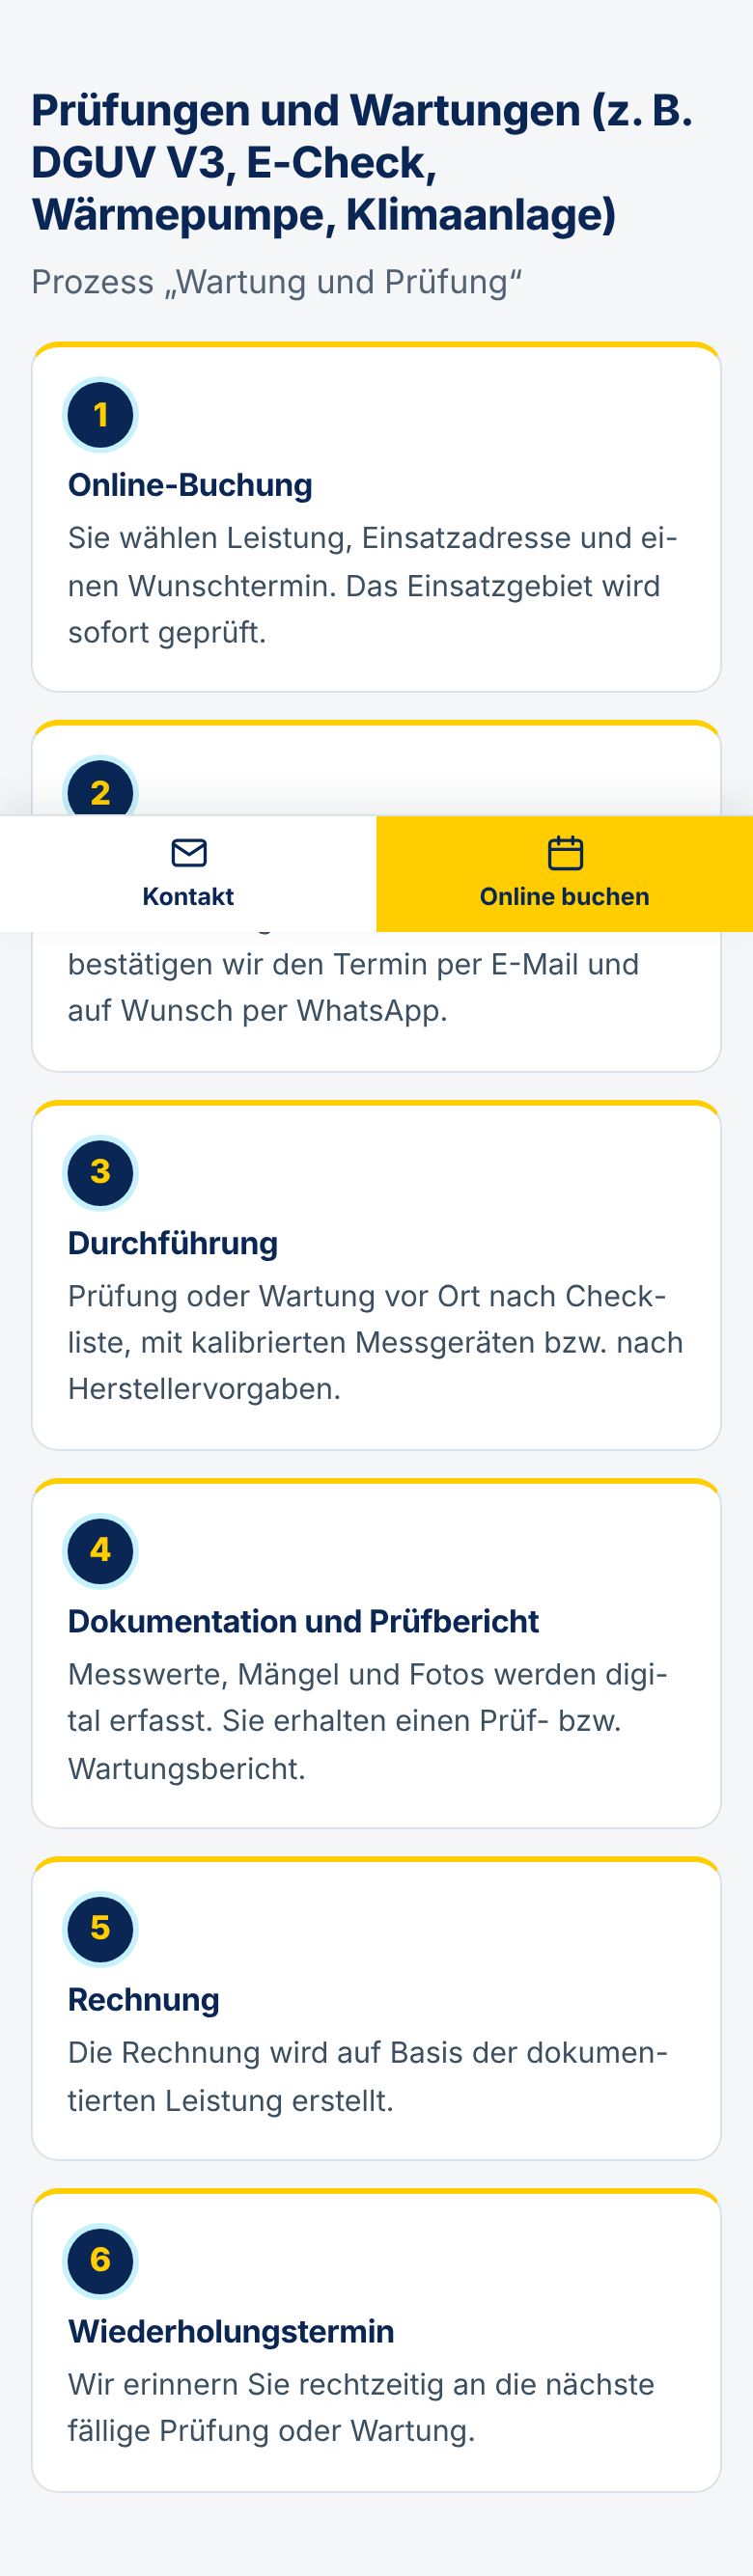 Prüfungen und Wartungen (z. B.
DGUV V3, E-Check,
Wärmepumpe, Klimaanlage)
Prozess „Wartung und Prüfung“
1
Online-Buchung
Sie wählen Leistung, Einsatzadresse und ei-
nen Wunschtermin. Das Einsatzgebiet wird
sofort geprüft.
2
Kontakt
Online buchen
bestätigen wir den Termin per E-Mail und
auf Wunsch per WhatsApp.
3
Durchführung
Prüfung oder Wartung vor Ort nach Check-
liste, mit kalibrierten Messgeräten bzw. nach
Herstellervorgaben.
4
Dokumentation und Prüfbericht
Messwerte, Mängel und Fotos werden digi-
tal erfasst. Sie erhalten einen Prüf- bzw.
Wartungsbericht.
5
Rechnung
Die Rechnung wird auf Basis der dokumen-
tierten Leistung erstellt.
6
Wiederholungstermin
Wir erinnern Sie rechtzeitig an die nächste
fällige Prüfung oder Wartung.